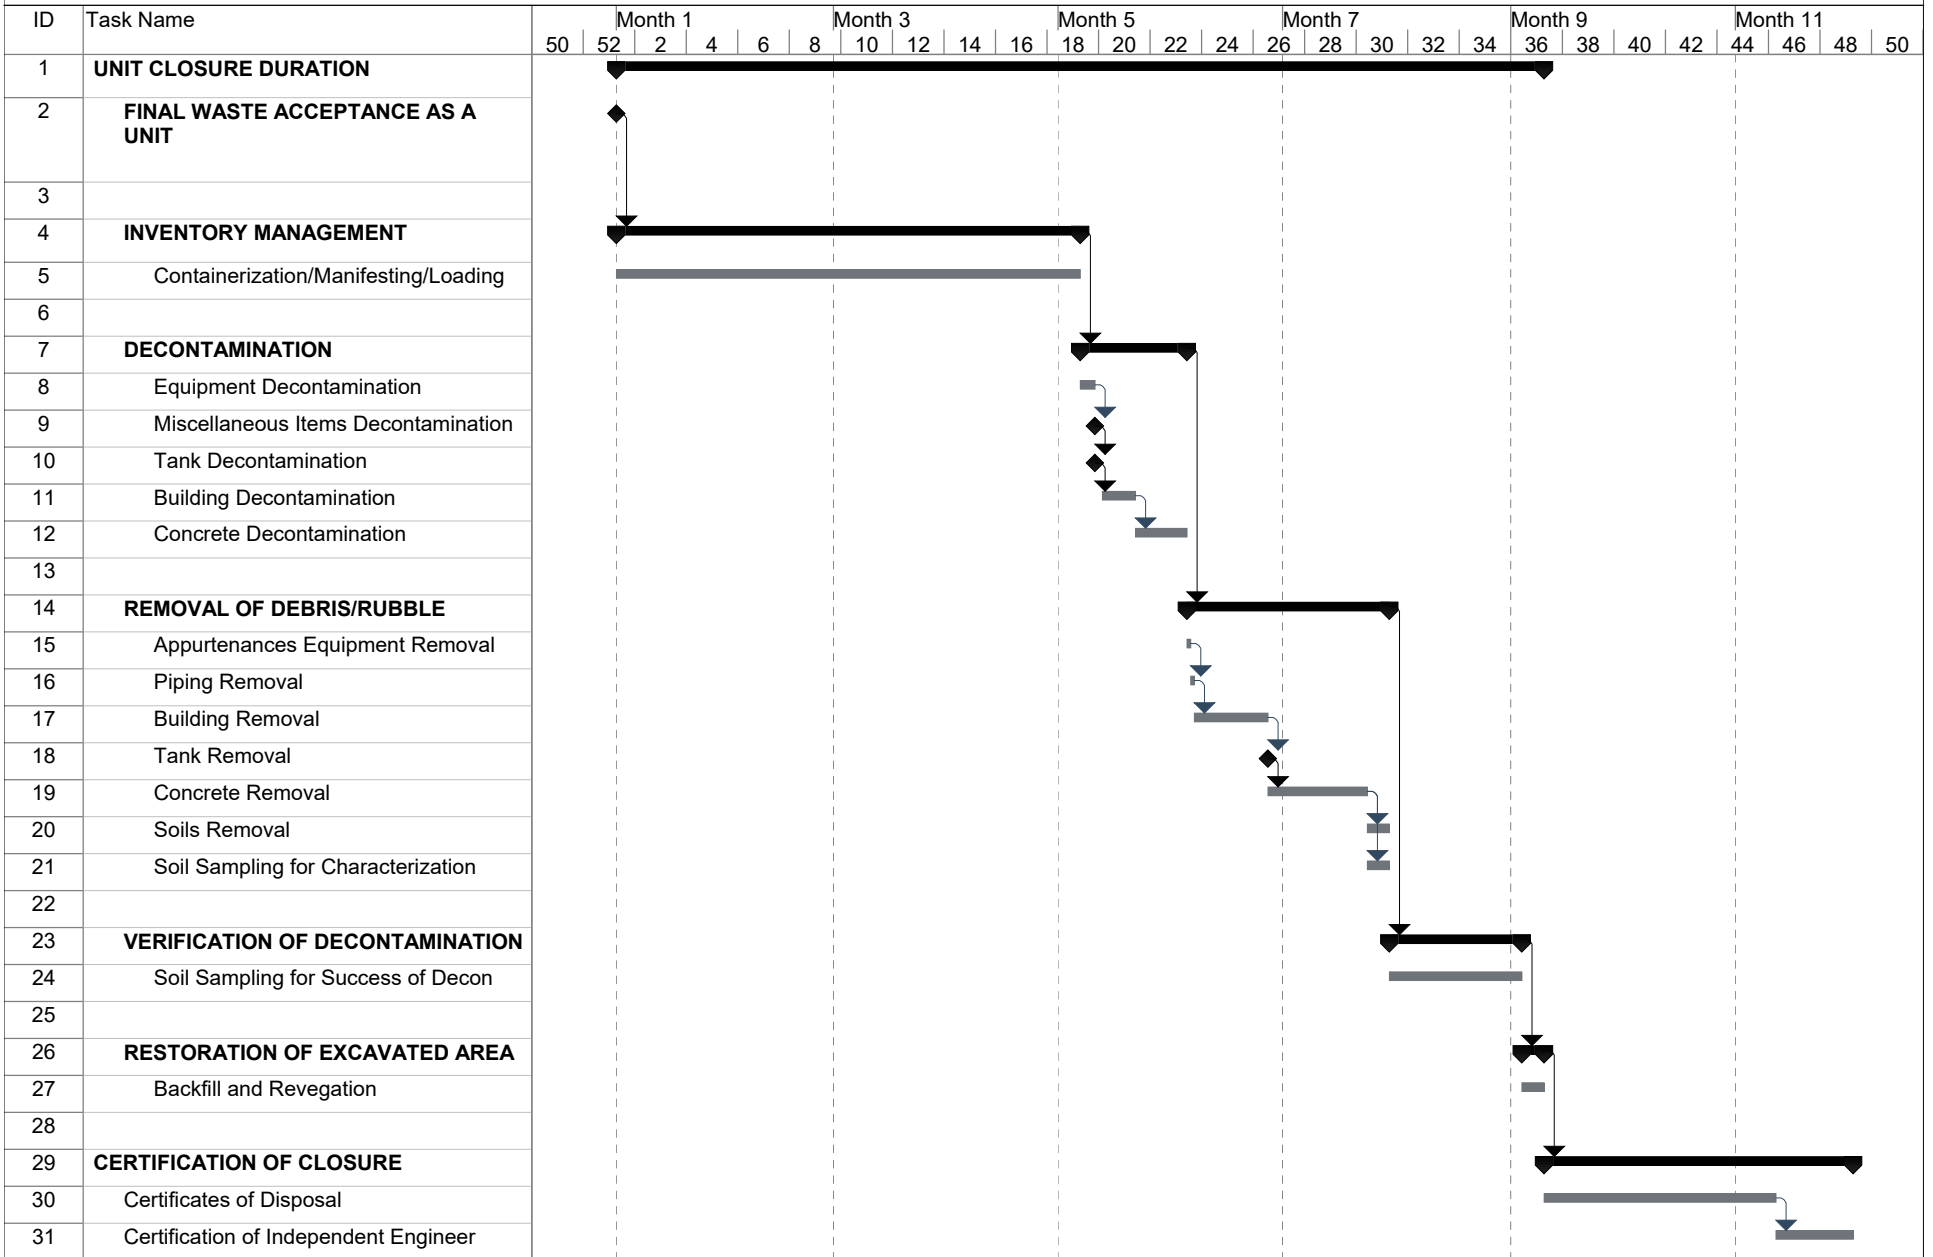 ID Task Name Month 1 Month 3 Month 5 Month 7 Month 9 Month 11
50 52 2 4 6 8 10 12 14 16 18 20 22 24 26 28 30 32 34 36 38 40 42 44 46 48 50
1 UNIT CLOSURE DURATION
2 FINAL WASTE ACCEPTANCE AS A
UNIT
3
4 INVENTORY MANAGEMENT
5 Containerization/Manifesting/Loading
6
7 DECONTAMINATION
8 Equipment Decontamination
9 Miscellaneous Items Decontamination
10 Tank Decontamination
11 Building Decontamination
12 Concrete Decontamination
13
14 REMOVAL OF DEBRIS/RUBBLE
15 Appurtenances Equipment Removal
16 Piping Removal
17 Building Removal
18 Tank Removal
19 Concrete Removal
20 Soils Removal
21 Soil Sampling for Characterization
22
23 VERIFICATION OF DECONTAMINATION
24 Soil Sampling for Success of Decon
25
26 RESTORATION OF EXCAVATED AREA
27 Backfill and Revegation
28
29 CERTIFICATION OF CLOSURE
30 Certificates of Disposal
31 Certification of Independent Engineer